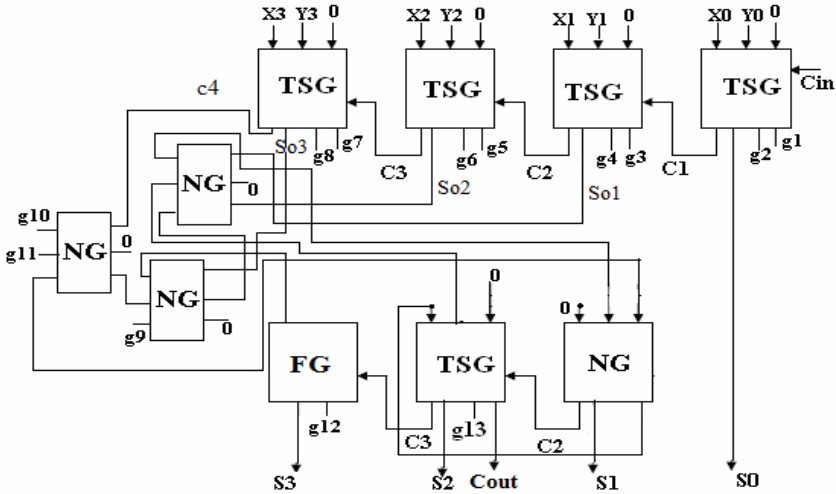 X3 Y3 0 X2 Y2 0 X1 Y1 0 X0 Y0 0
TSG TSG TSG TSG
Cin
c4
So3 g8 g7 C3 g6 g5 C2 g4 g3 C1 g2 g1
So2 So1
NG 0
g10
g11 NG 0
NG
g9 0
0 0
FG TSG NG
g12 C3 g13 C2
S3 S2 Cout S1 S0